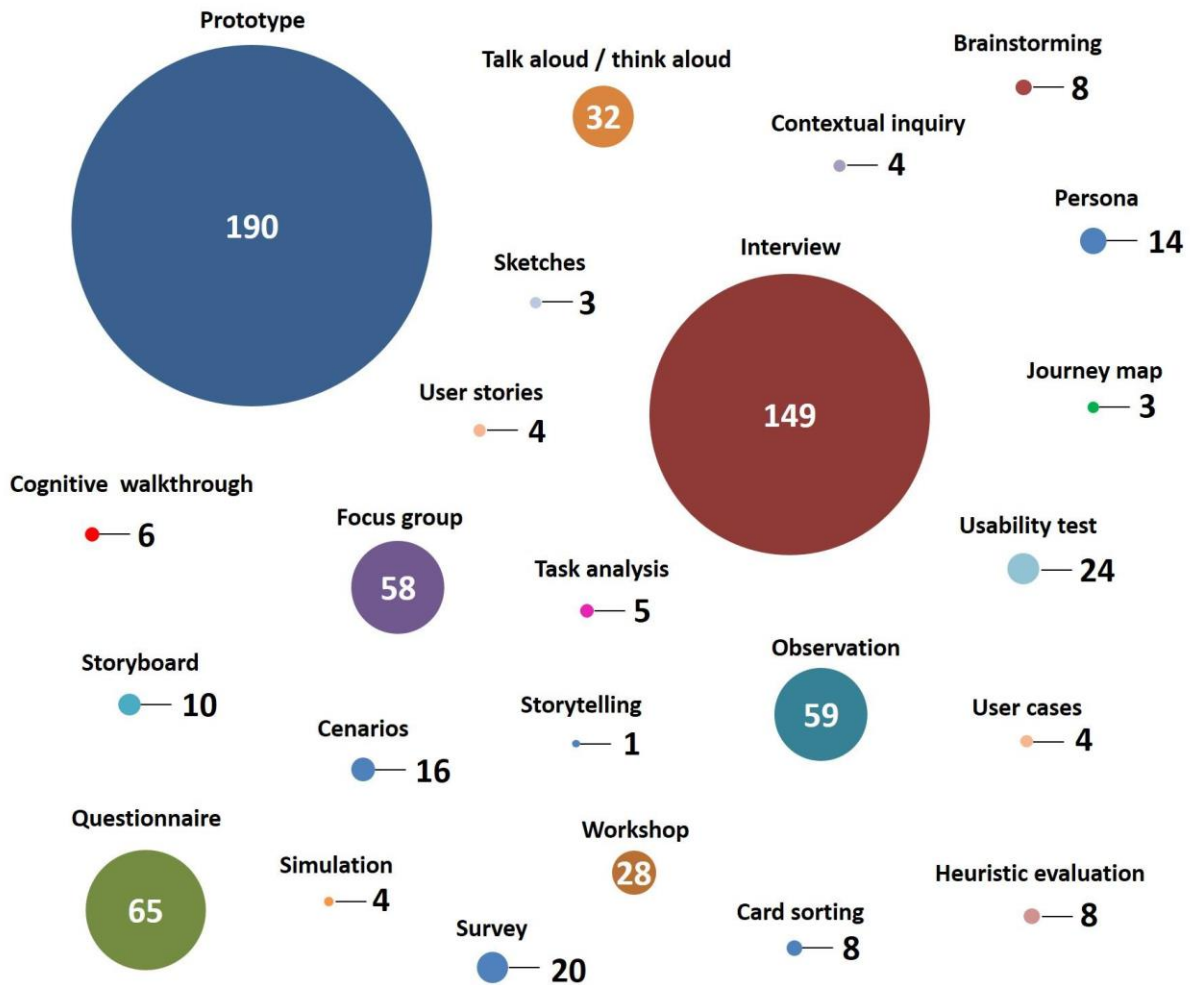 Prototype
190
Talk aloud / think aloud
32
Brainstorming
8
Contextual inquiry
4
Persona
14
Sketches
3
Interview
149
User stories
4
Journey map
3
Cognitive walkthrough
6
Focus group
58
Task analysis
5
Usability test
24
Storyboard
10
Cenarios
16
Storytelling
1
Observation
59
User cases
4
Questionnaire
65
Simulation
4
Workshop
28
Survey
20
Card sorting
8
Heuristic evaluation
8